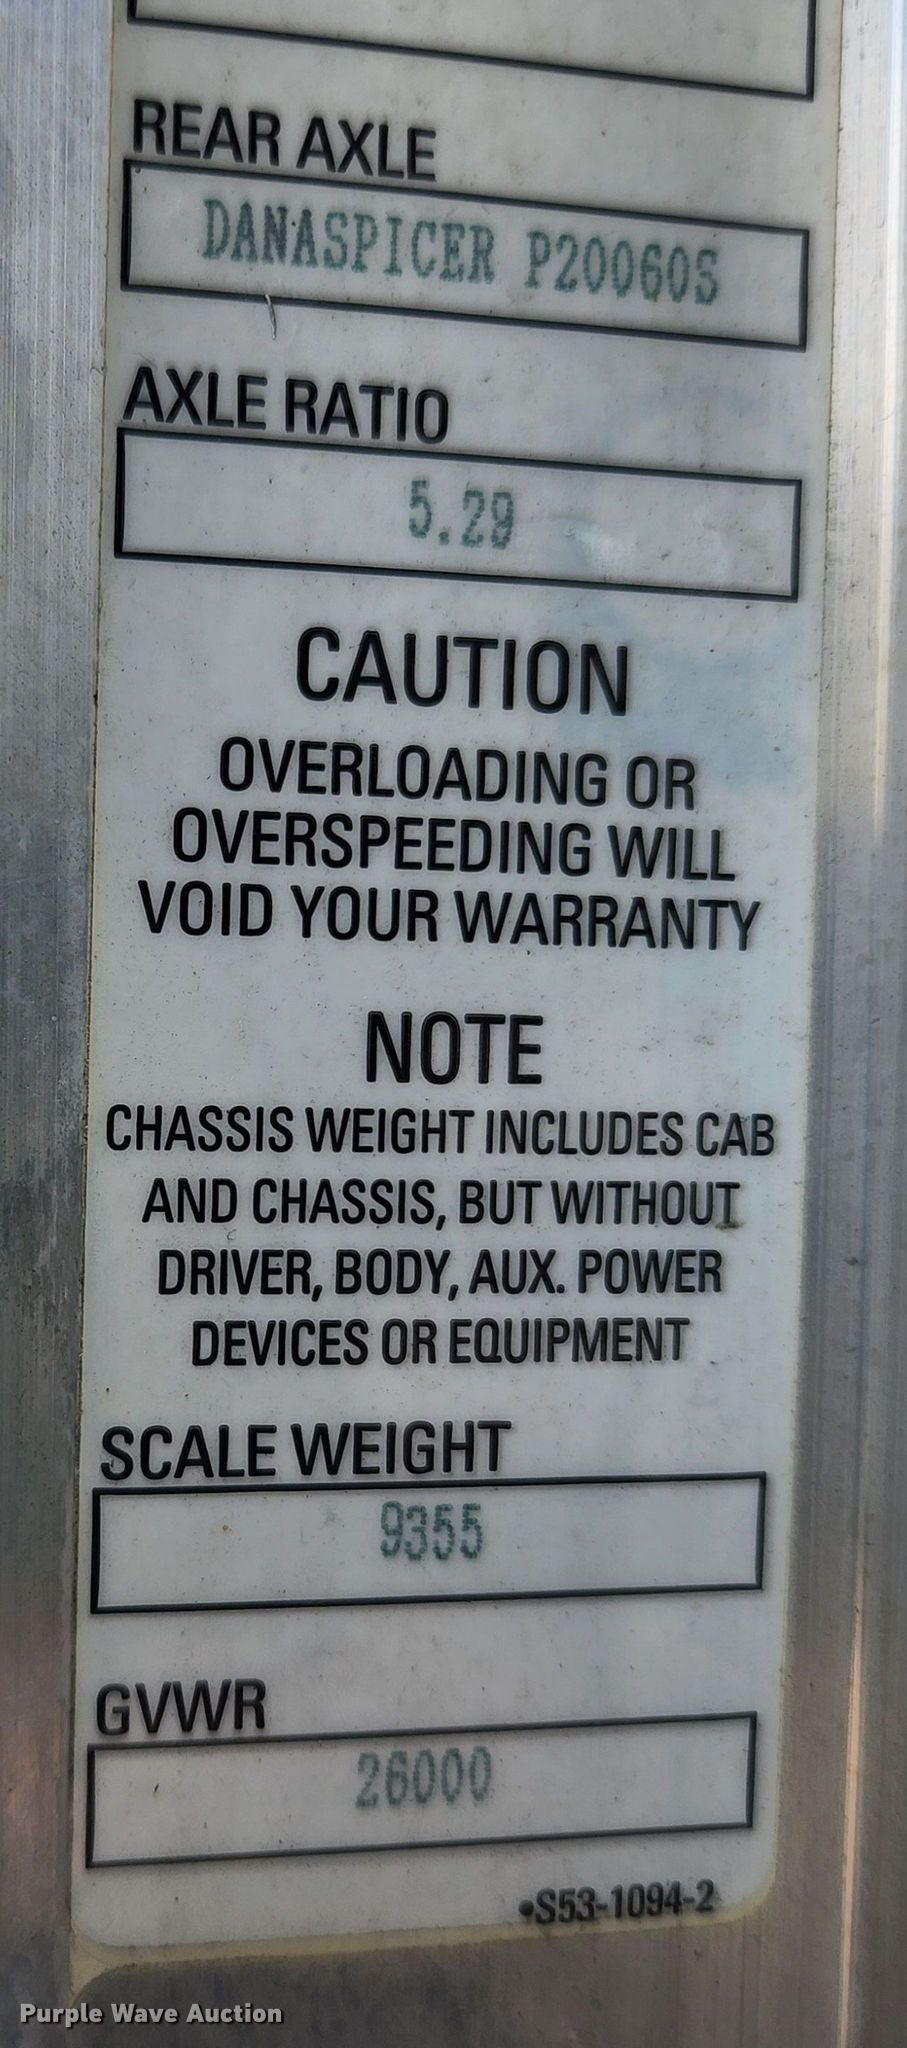 REAR AXLE
DANASPICER P20060S
AXLE RATIO
5.29
CAUTION
OVERLOADING OR
OVERSPEEDING WILL
VOID YOUR WARRANTY
NOTE
CHASSIS WEIGHT INCLUDES CAB
AND CHASSIS, BUT WITHOUT
DRIVER, BODY, AUX. POWER
DEVICES OR EQUIPMENT
SCALE WEIGHT
9355
GVWR
26000
•S53-1094-2
Purple Wave Auction